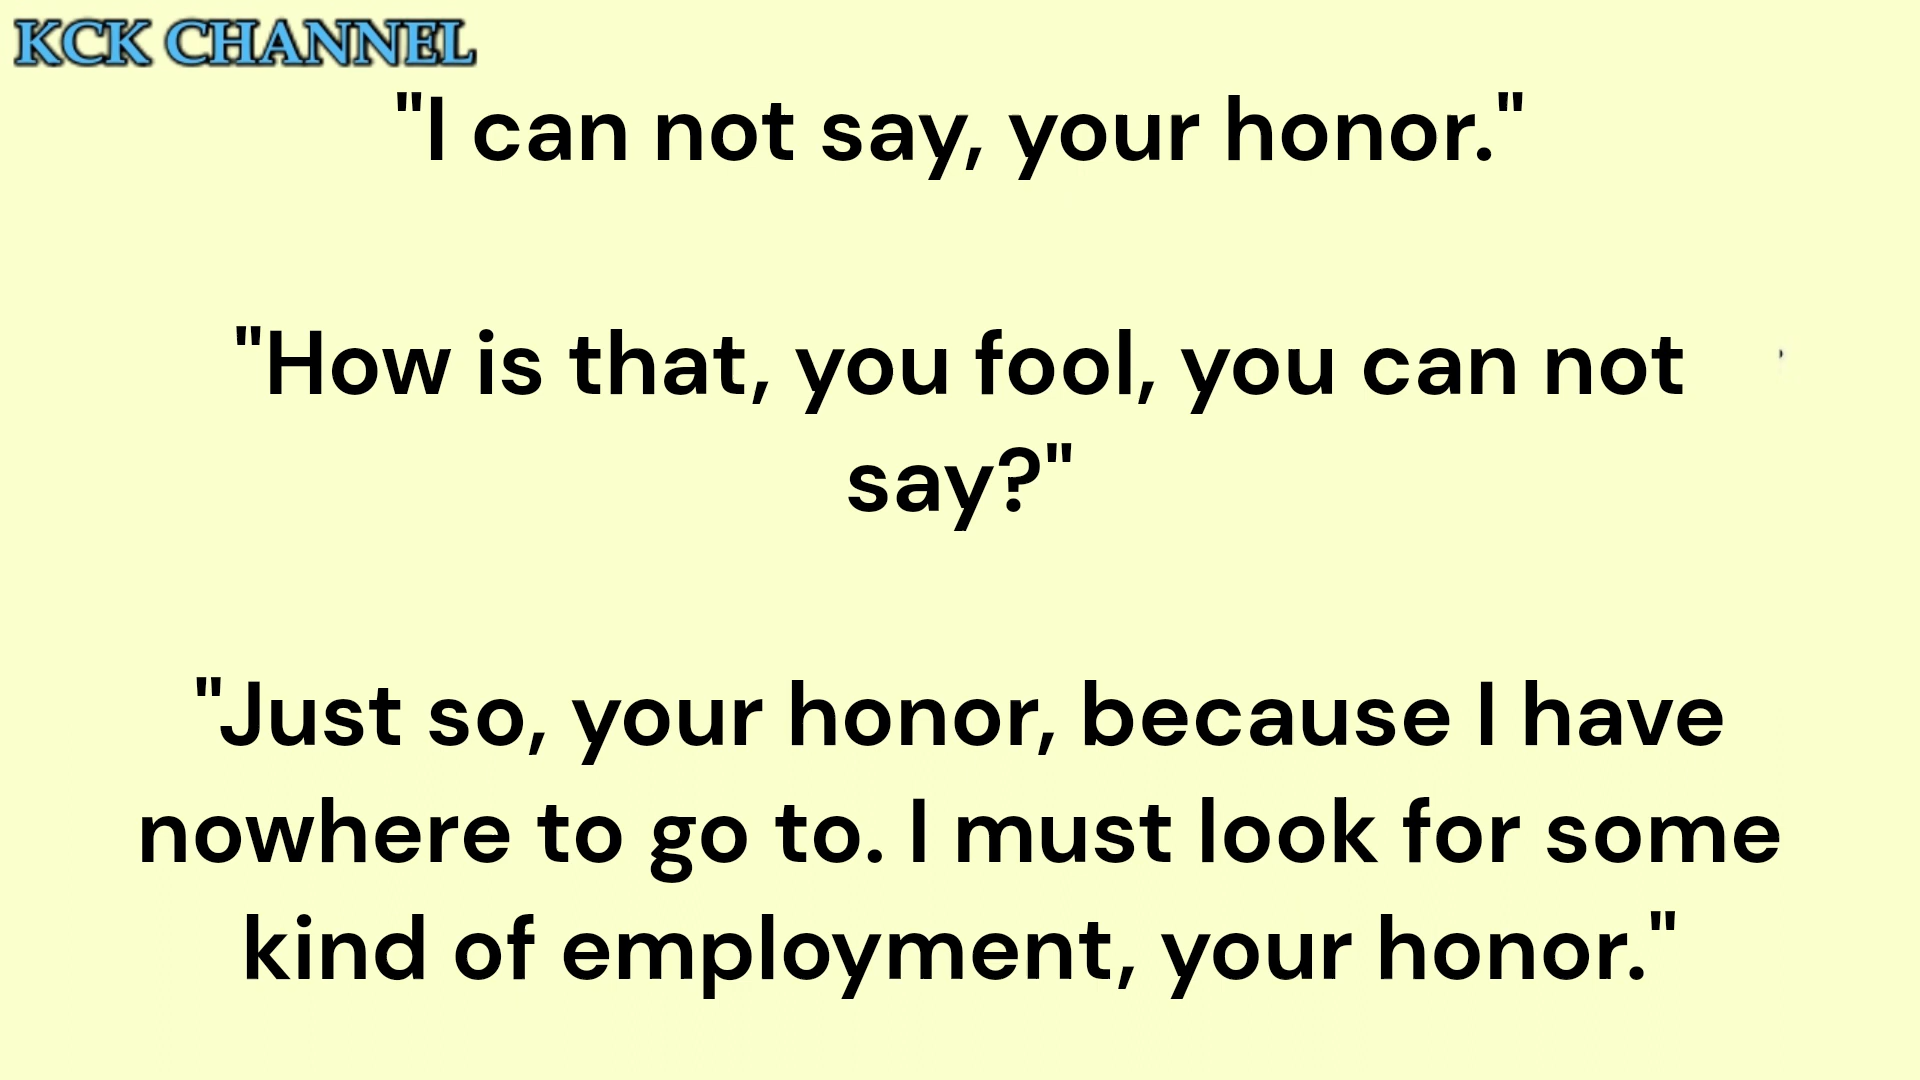 KCK CHANNEL
"I can not say, your honor."
"How is that, you fool, you can not
say?"
"Just so, your honor, because I have
nowhere to go to. I must look for some
kind of employment, your honor."